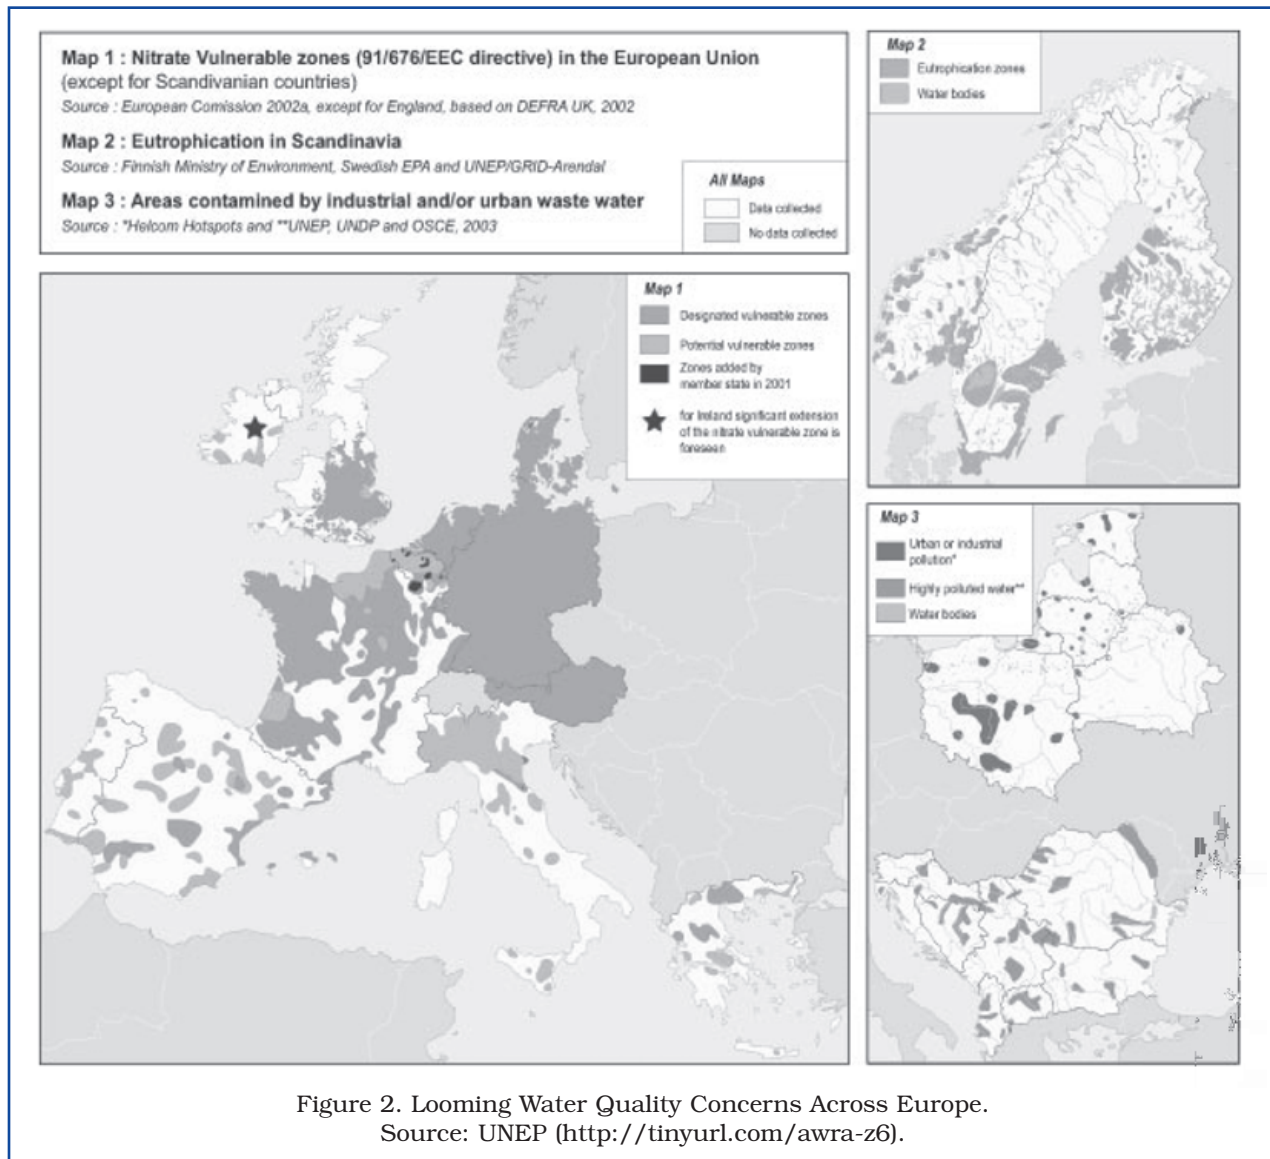 Map 1 : Nitrate Vulnerable zones (91/676/EEC directive) in the European Union
(except for Scandivanian countries)
Source : European Comission 2002a, except for England, based on DEFRA UK, 2002
Map 2 : Eutrophication in Scandinavia
Source : Finnish Ministry of Environment, Swedish EPA and UNEP/GRID-Arendal
Map 3 : Areas contamined by industrial and/or urban waste water
Source : *Helcom Hotspots and **UNEP, UNDP and OSCE, 2003
All Maps
Data collected
No data collected
Map 1
Designated vulnerable zones
Potential vulnerable zones
Zones added by
member state in 2001
for Ireland significant extension
of the nitrate vulnerable zone is
foreseen
Map 2
Eutrophication zones
Water bodies
Map 3
Urban or industrial
pollution*
Highly polluted water**
Water bodies
Figure 2. Looming Water Quality Concerns Across Europe.
Source: UNEP (http://tinyurl.com/awra-z6).